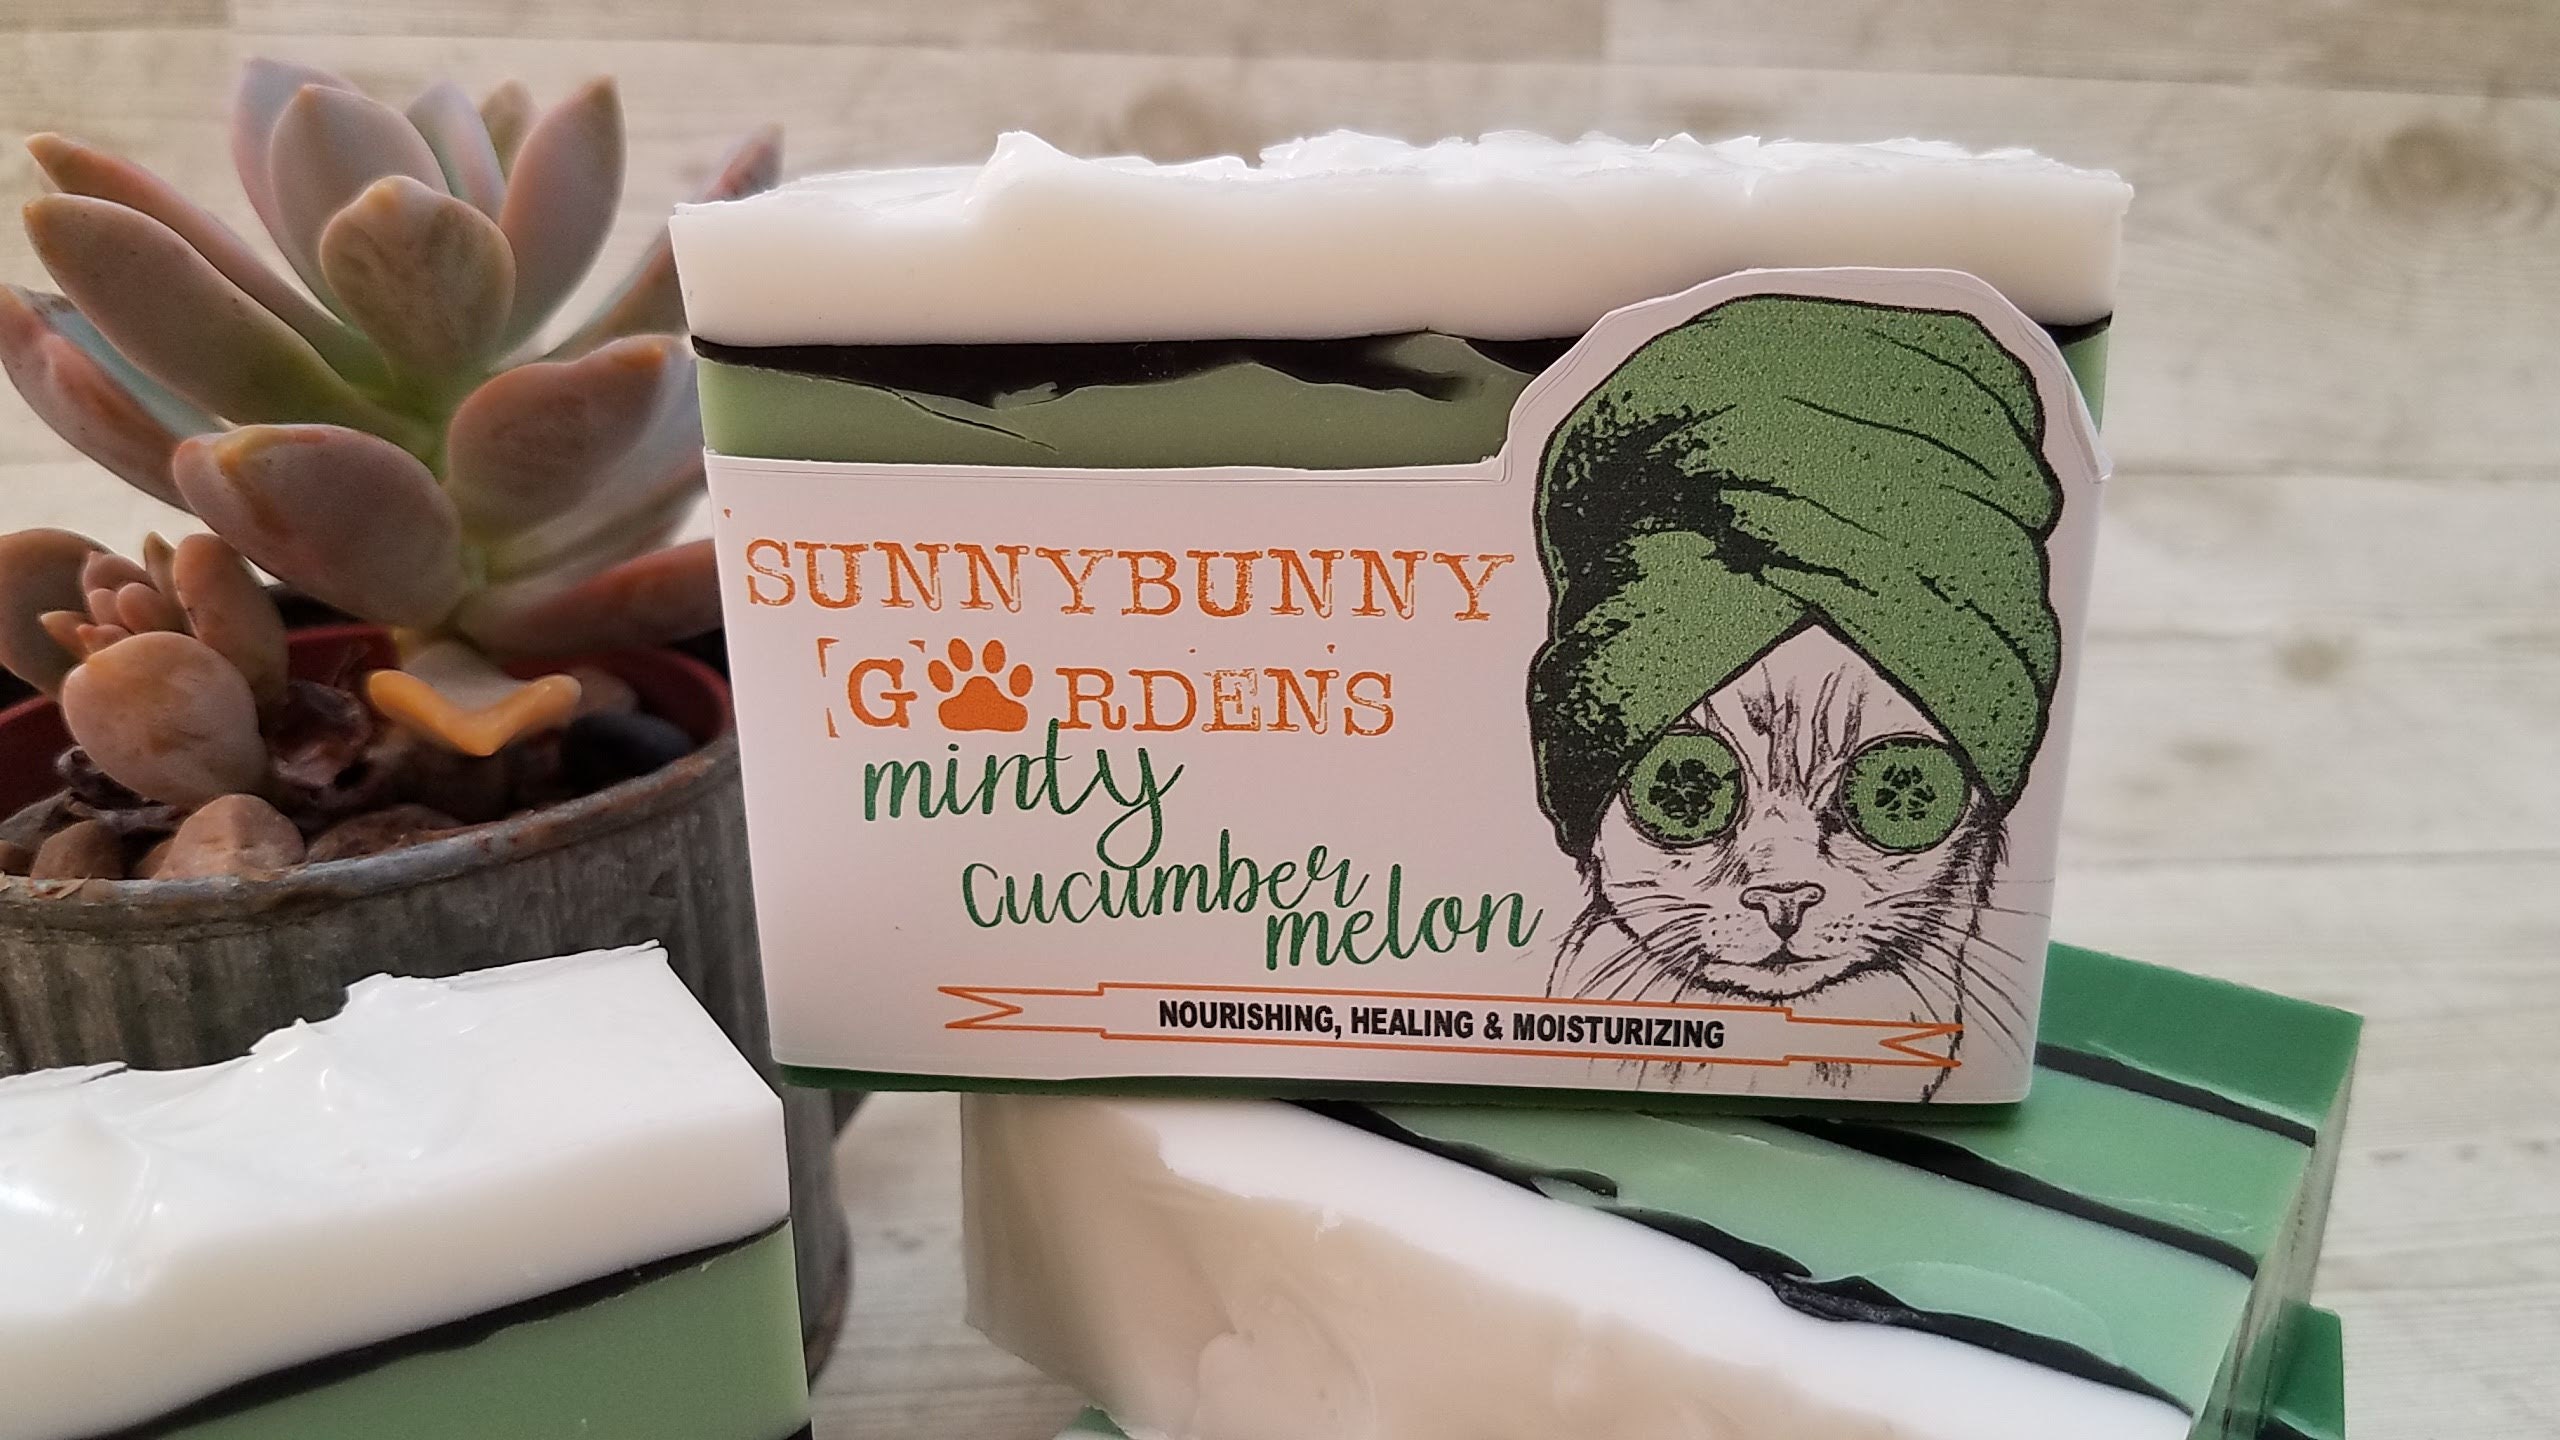 SUNNYBUNNY
GARDENS
minty
Cucumber
melon
NOURISHING, HEALING & MOISTURIZING